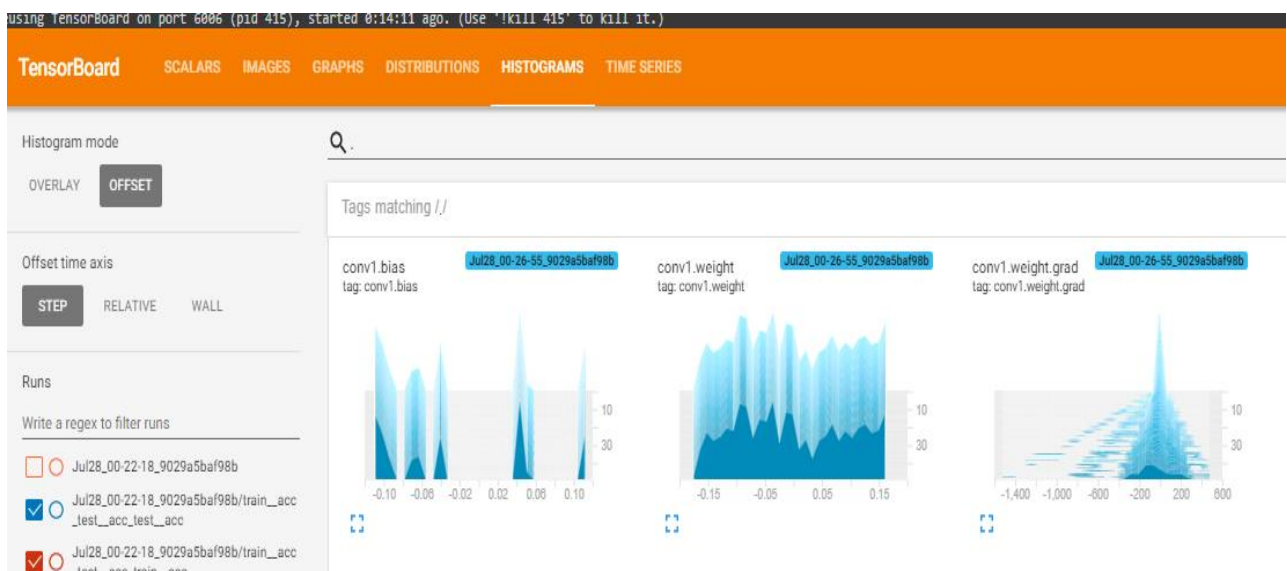 using TensorBoard on port 6006 (pid 415), started 0:14:11 ago. (Use '!kill 415' to kill it.)
TensorBoard SCALARS IMAGES GRAPHS DISTRIBUTIONS HISTOGRAMS TIME SERIES
Histogram mode
OVERLAY OFFSET
Offset time axis
STEP RELATIVE WALL
Runs
Write a regex to filter runs
Jul28_00-22-18_9029a5baf98b
Jul28_00-22-18_9029a5baf98b/train__acc
_test__acc_test__acc
Jul28_00-22-18_9029a5baf98b/train__acc
.
Tags matching /./
conv1.bias Jul28_00-26-55_9029a5baf98b
tag: conv1.bias
10
30
-0.10 -0.06 -0.02 0.02 0.06 0.10
conv1.weight Jul28_00-26-55_9029a5baf98b
tag: conv1.weight
10
30
-0.15 -0.05 0.05 0.15
conv1.weight.grad Jul28_00-26-55_9029a5baf98b
tag: conv1.weight.grad
10
30
-1,400 -1,000 -600 -200 200 600